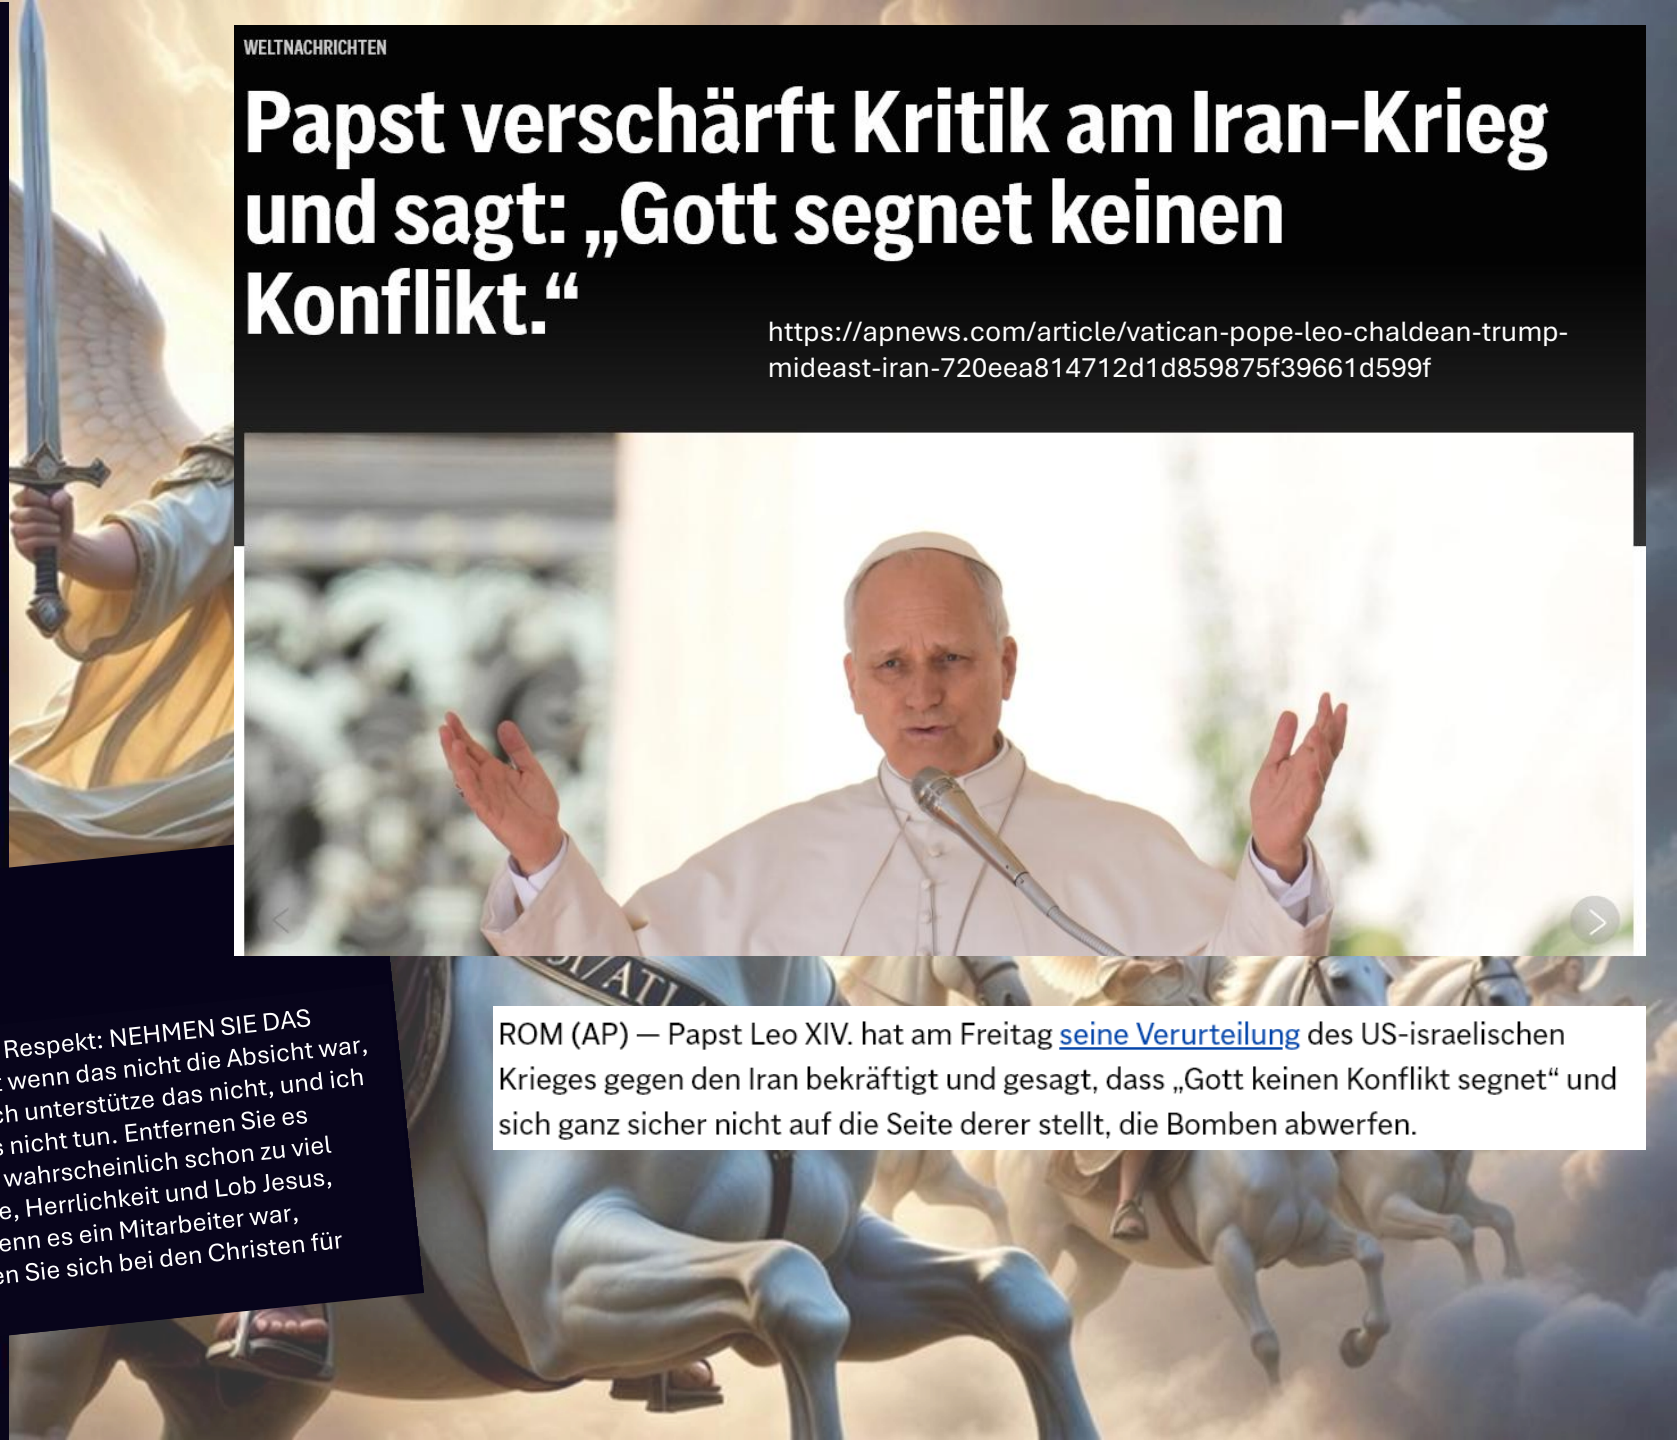 WELTNACHRICHTEN
Papst verschärft Kritik am Iran-Krieg
und sagt: „Gott segnet keinen
Konflikt.“
https://apnews.com/article/vatican-pope-leo-chaldean-trump-
mideast-iran-720eea814712d1d859875f39661d599f
ROM (AP) — Papst Leo XIV. hat am Freitag seine Verurteilung des US-israelischen
Krieges gegen den Iran bekräftigt und gesagt, dass „Gott keinen Konflikt segnet“ und
sich ganz sicher nicht auf die Seite derer stellt, die Bomben abwerfen.
Respekt: NEHMEN SIE DAS
wenn das nicht die Absicht war,
unterstütze das nicht, und ich
nicht tun. Entfernen Sie es
wahrscheinlich schon zu viel
Herrlichkeit und Lob Jesus,
es ein Mitarbeiter war,
Sie sich bei den Christen für